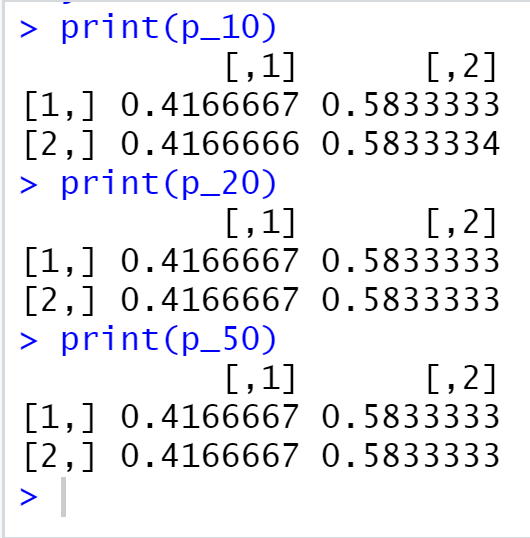 > print(p_10)
[,1] [,2]
[1,] 0.4166667 0.5833333
[2,] 0.4166666 0.5833334
> print(p_20)
[,1] [,2]
[1,] 0.4166667 0.5833333
[2,] 0.4166667 0.5833333
> print(p_50)
[,1] [,2]
[1,] 0.4166667 0.5833333
[2,] 0.4166667 0.5833333
>